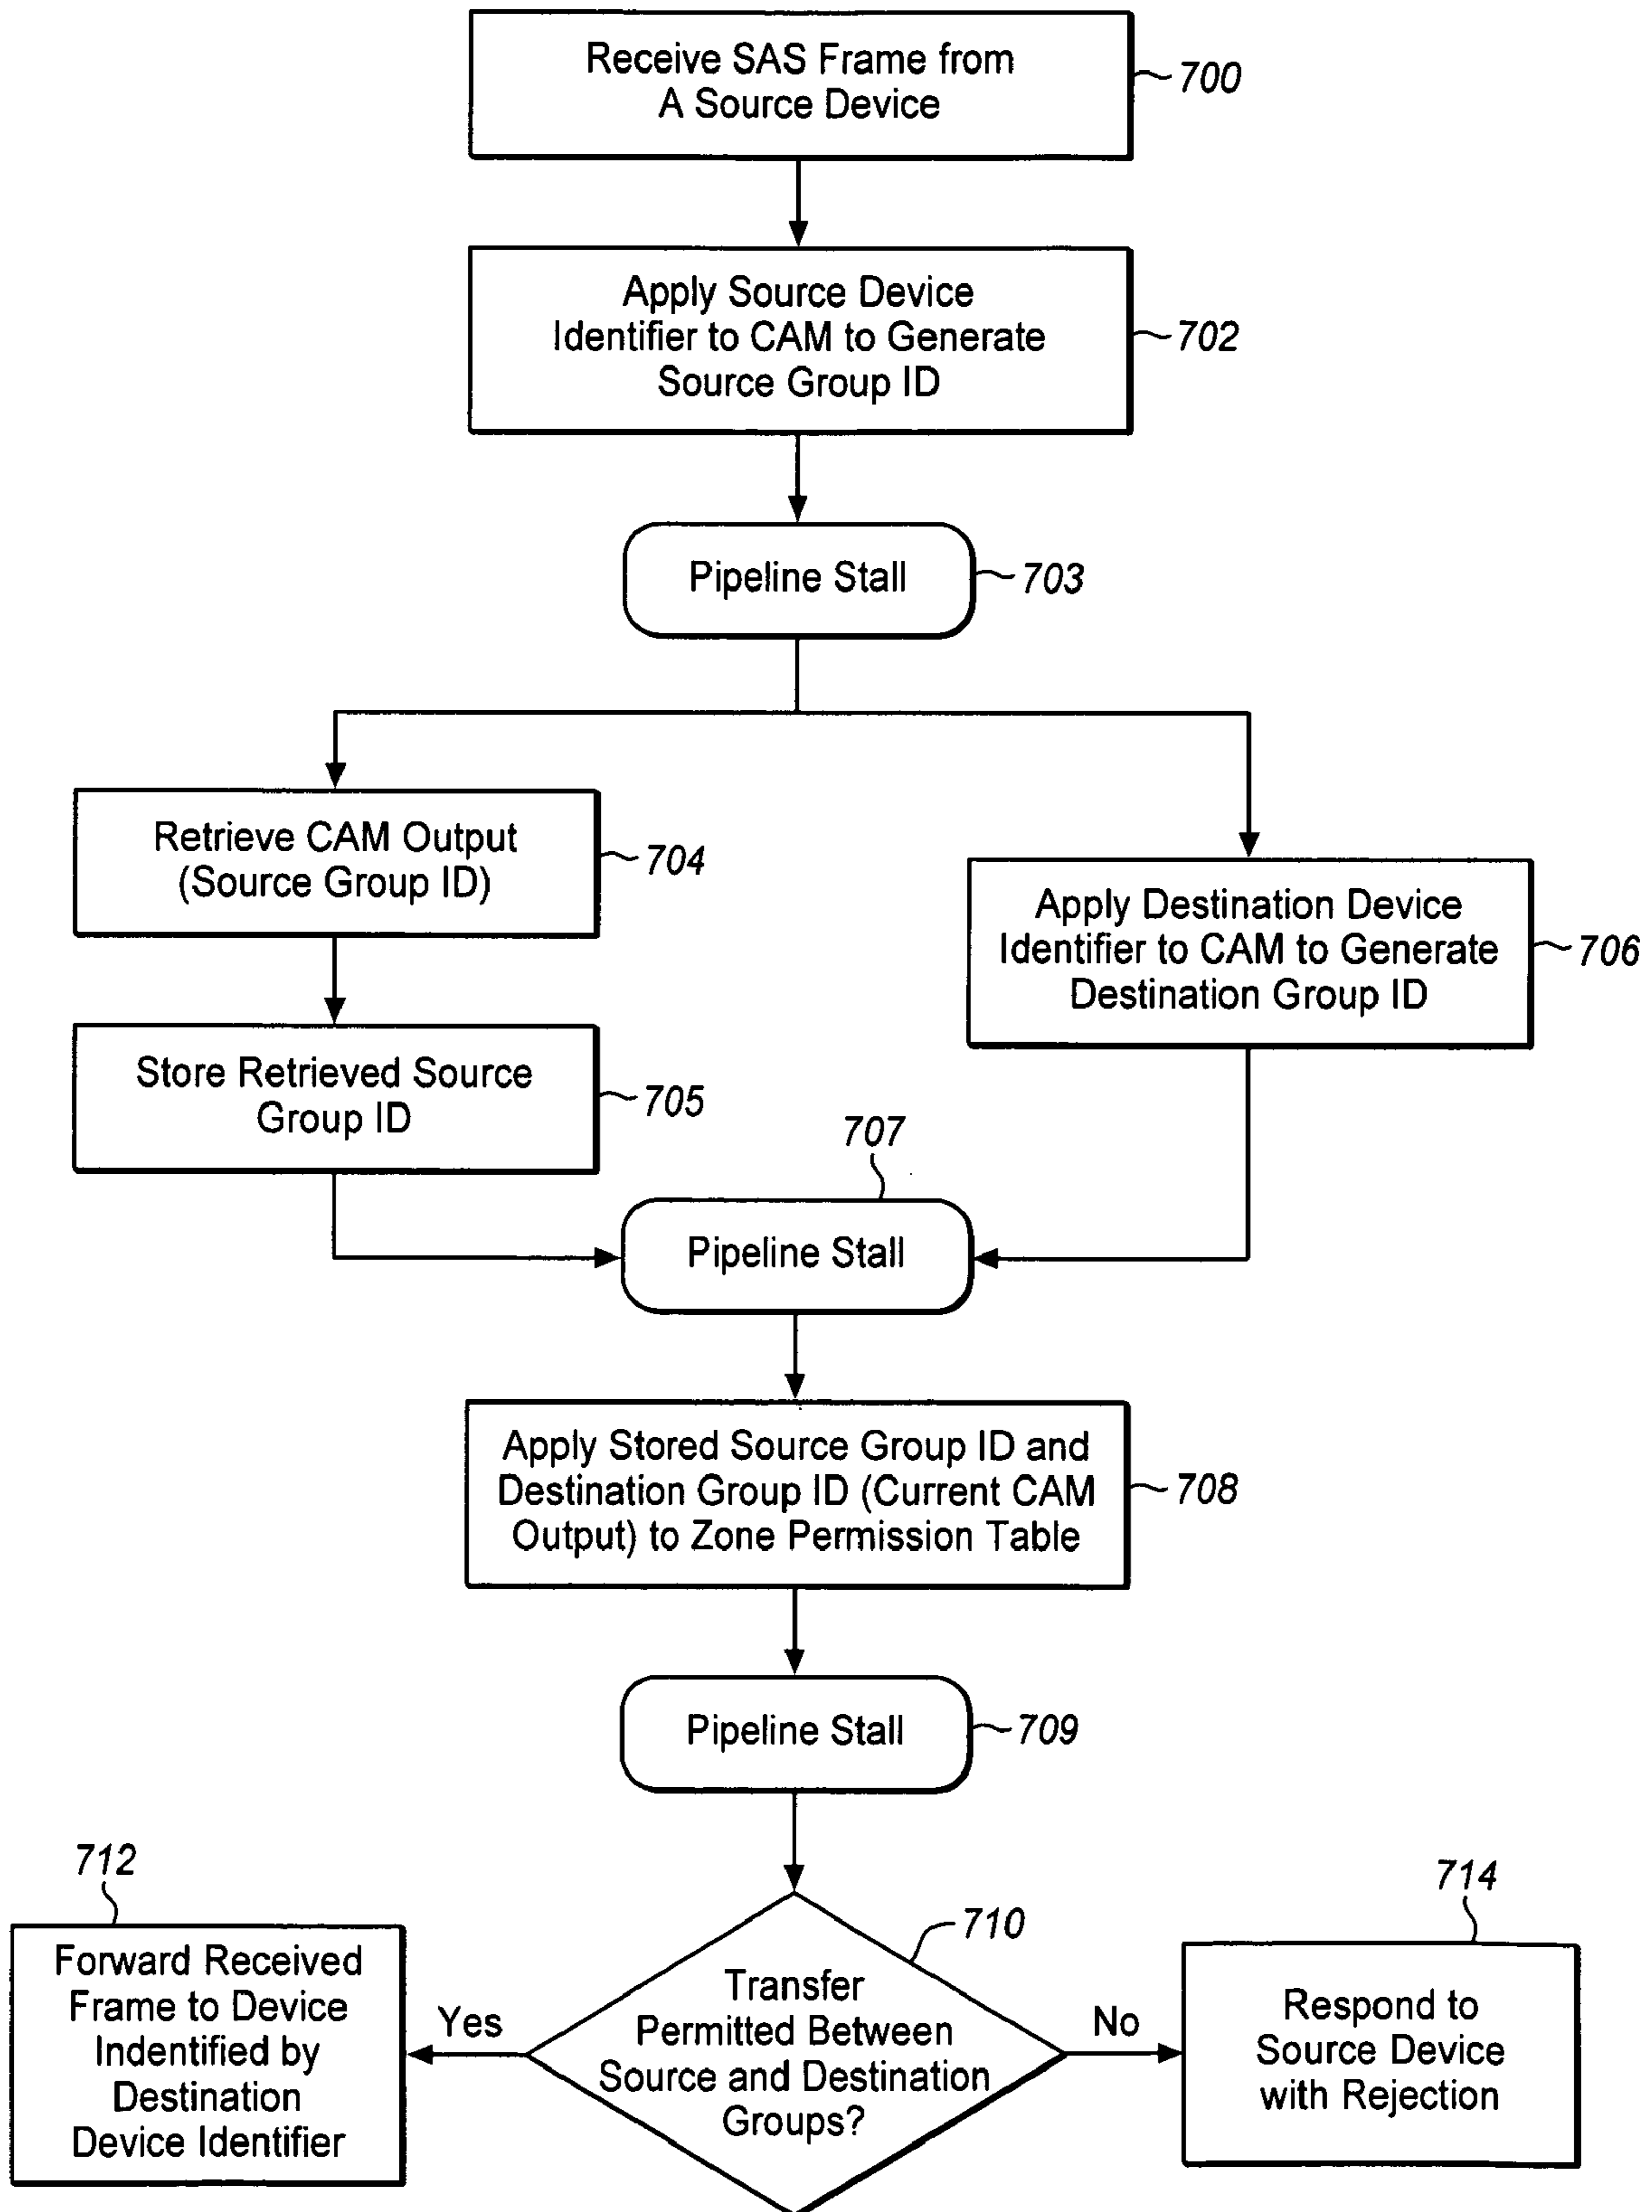 Receive SAS Frame from
A Source Device
700
Apply Source Device
Identifier to CAM to Generate
Source Group ID
702
Pipeline Stall
703
Retrieve CAM Output
(Source Group ID)
704
Apply Destination Device
Identifier to CAM to Generate
Destination Group ID
706
Store Retrieved Source
Group ID
705
707
Pipeline Stall
Apply Stored Source Group ID and
Destination Group ID (Current CAM
Output) to Zone Permission Table
708
Pipeline Stall
709
712
Forward Received
Frame to Device
Indentified by
Destination
Device Identifier
Yes
710
Transfer
Permitted Between
Source and Destination
Groups?
No
714
Respond to
Source Device
with Rejection